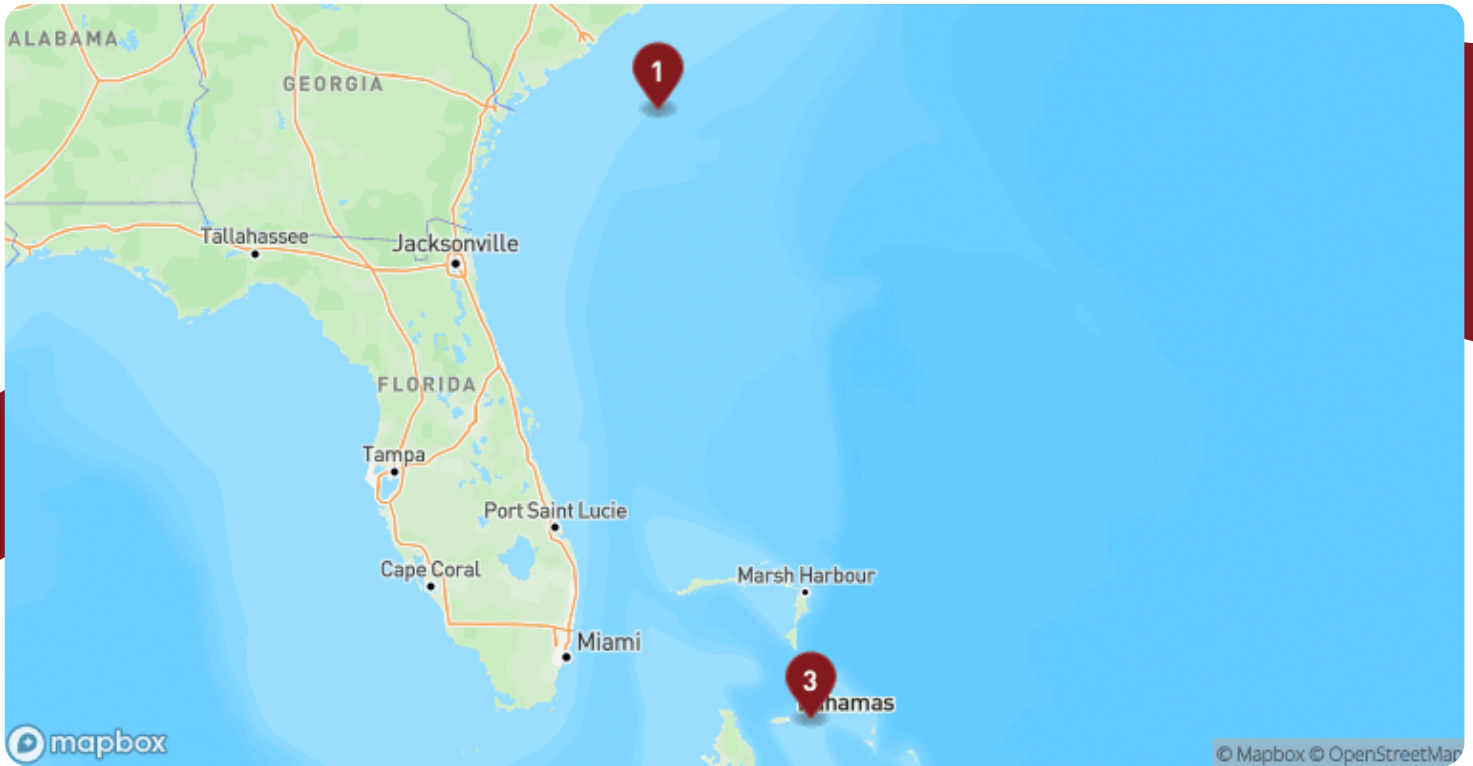 ALABAMA
GEORGIA
1
Tallahassee
Jacksonville
FLORIDA
Tampa
Port Saint Lucie
Cape Coral
Marsh Harbour
Miami
3
hamas
mapbox
© Mapbox © OpenStreetMap